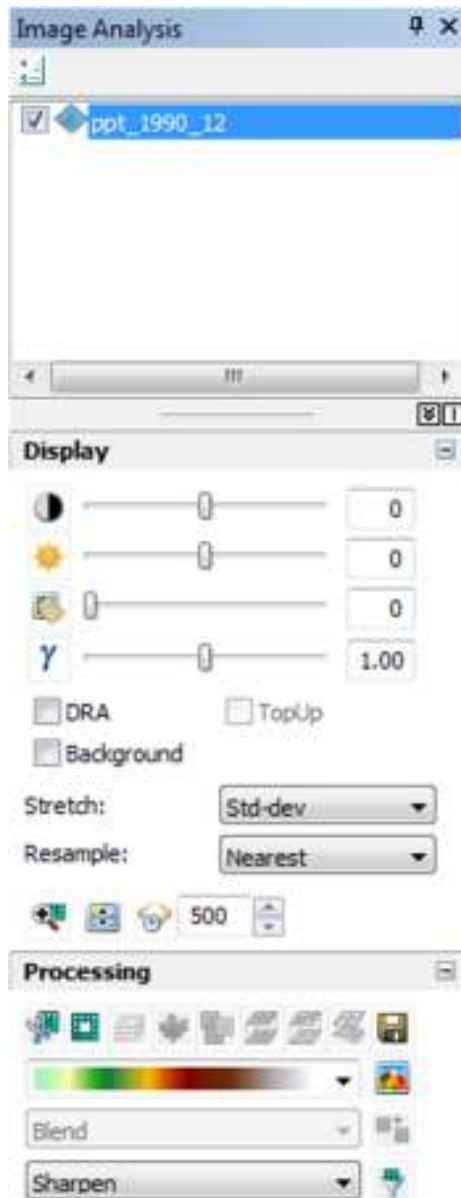 Image Analysis
ppt_1990_12
Display
0
0
0
γ 1.00
DRA TopUp
Background
Stretch: Std-dev
Resample: Nearest
500
Processing
Blend
Sharpen